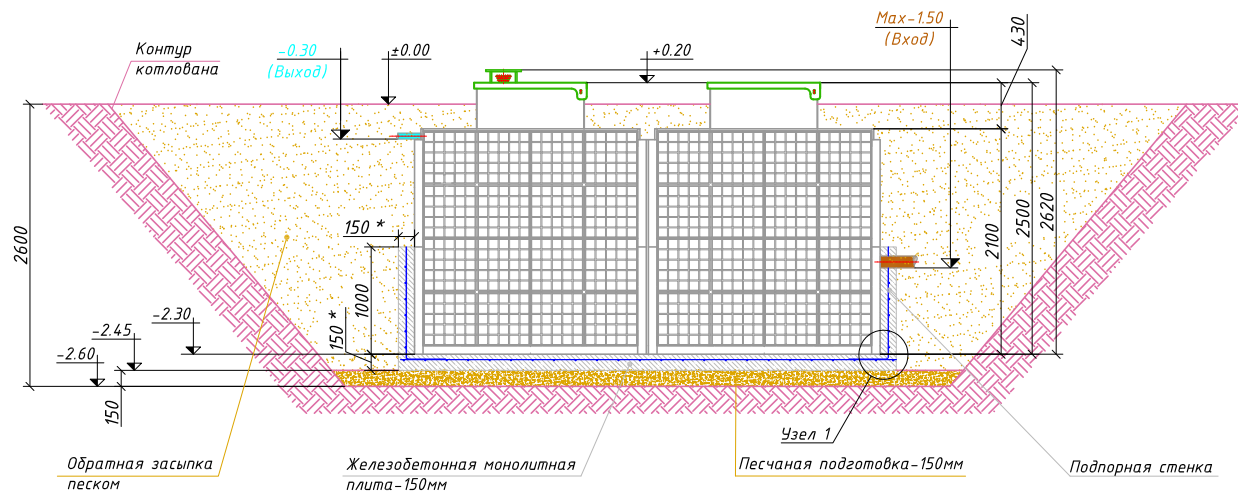 Контур
котлована
-0.30
(Выход)
±0.00
+0.20
Max-1.50
(Вход)
430
2600
150 *
1000
150 *
2100
2500
2620
-2.30
-2.45
-2.60
150
Узел 1
Обратная засыпка
песком
Железобетонная монолитная
плита-150мм
Песчаная подготовка-150мм
Подпорная стенка